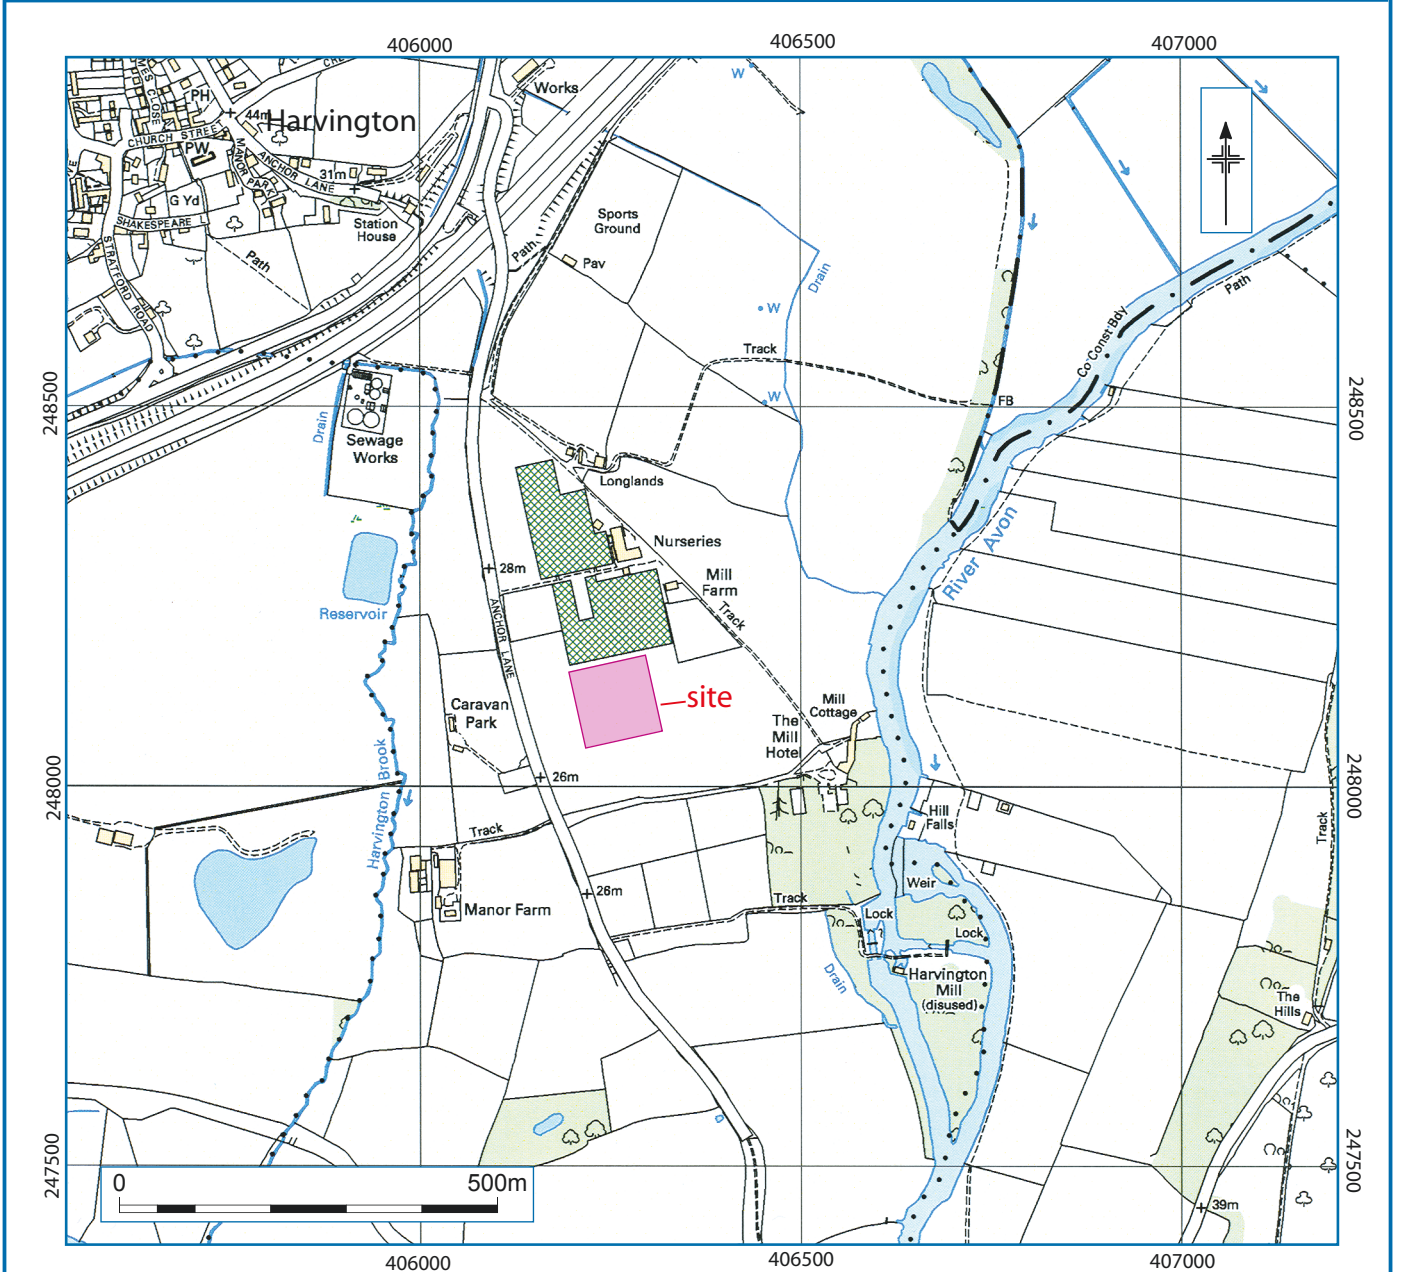 406000
406500
407000
Works
W
PH
44m
Harvington
CHURCH STREET
PW
MANOR PARK
ANCHOR LANE
31m
G Yd
SHAKESPEARE
Station
House
STRATFORD ROAD
Path
Path
Sports
Ground
Pav
Drain
W
Path
Co Const Bdy
Track
W
FB
248500
248500
Drain
Sewage
Works
Longlands
Nurseries
River Avon
28m
Mill
Farm
Reservoir
ANCHOR LANE
Track
site
Caravan
Park
Mill
Cottage
The
Mill
Hotel
26m
248000
248000
Harvington Brook
Hill
Falls
Track
Track
Weir
26m
Track
Manor Farm
Lock
Lock
Drain
Harvington
Mill
(disused)
The
Hills
247500
247500
0
500m
39m
406000
406500
407000